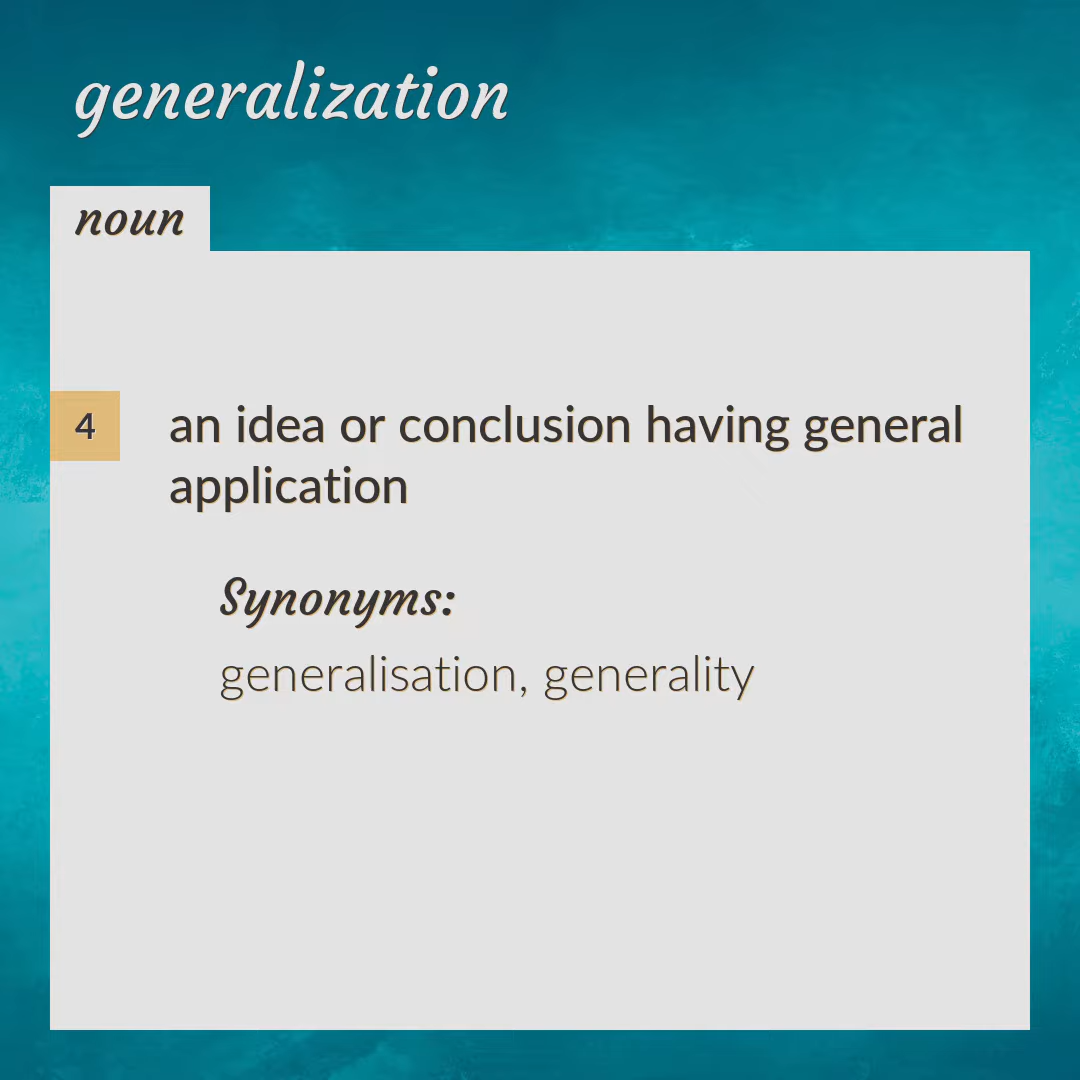 generalization
noun
4
an idea or conclusion having general
application
Synonyms:
generalisation, generality